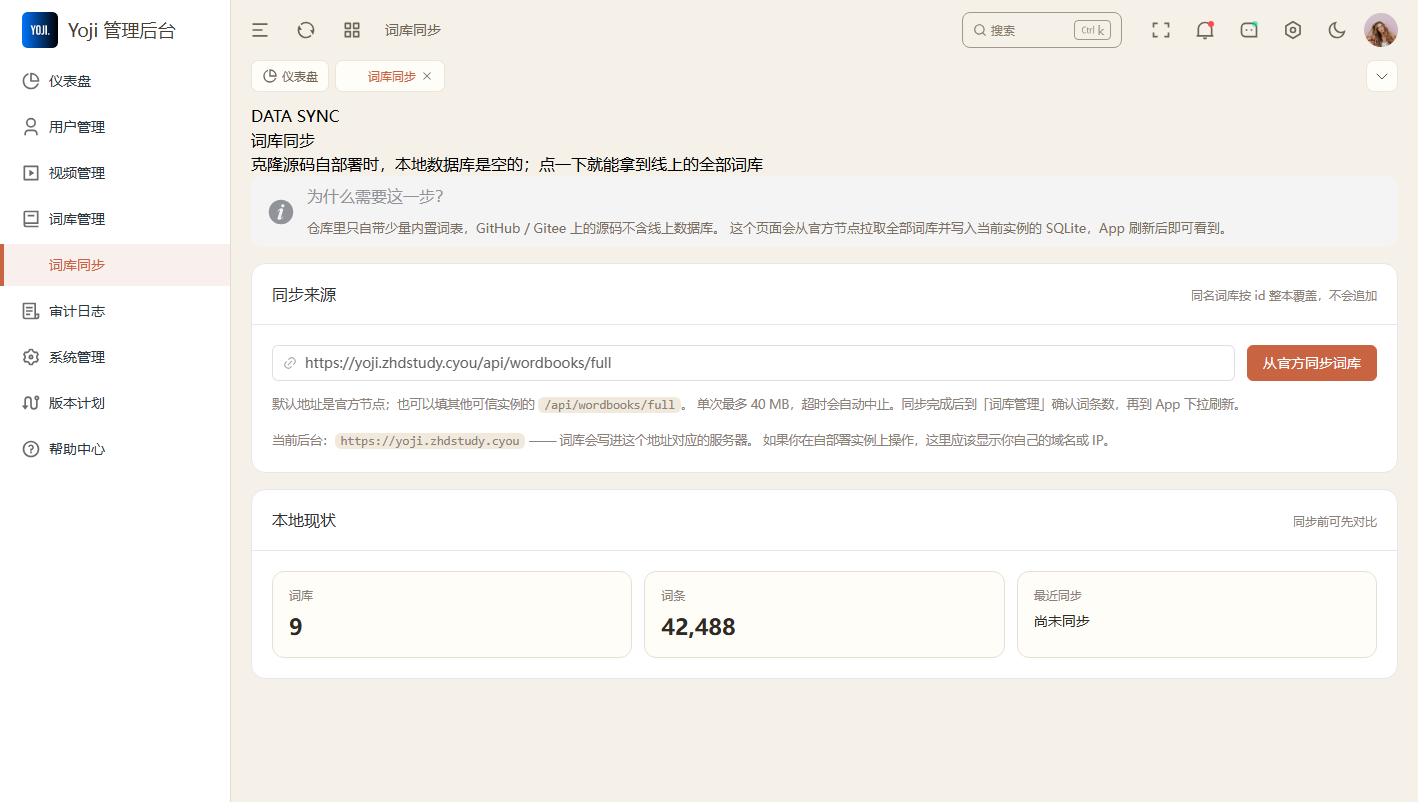 YOJI.
Yoji 管理后台
词库同步
搜索
Ctrl k
仪表盘
用户管理
视频管理
词库管理
词库同步
审计日志
系统管理
版本计划
帮助中心
仪表盘
词库同步
DATA SYNC
词库同步
克隆源码自部署时，本地数据库是空的；点一下就能拿到线上的全部词库
为什么需要这一步?
仓库里只自带少量内置词表，GitHub / Gitee 上的源码不含线上数据库。 这个页面会从官方节点拉取全部词库并写入当前实例的 SQLite，App 刷新后即可看到。
同步来源
同名词库按 id 整本覆盖，不会追加
https://yoji.zhdstudy.cyou/api/wordbooks/full
从官方同步词库
默认地址是官方节点；也可以填其他可信实例的 /api/wordbooks/full 。 单次最多 40 MB，超时会自动中止。同步完成后到「词库管理」确认词条数，再到 App 下拉刷新。
当前后台： https://yoji.zhdstudy.cyou —— 词库会写进这个地址对应的服务器。 如果你在自部署实例上操作，这里应该显示你自己的域名或 IP。
本地现状
同步前可先对比
词库
9
词条
42,488
最近同步
尚未同步